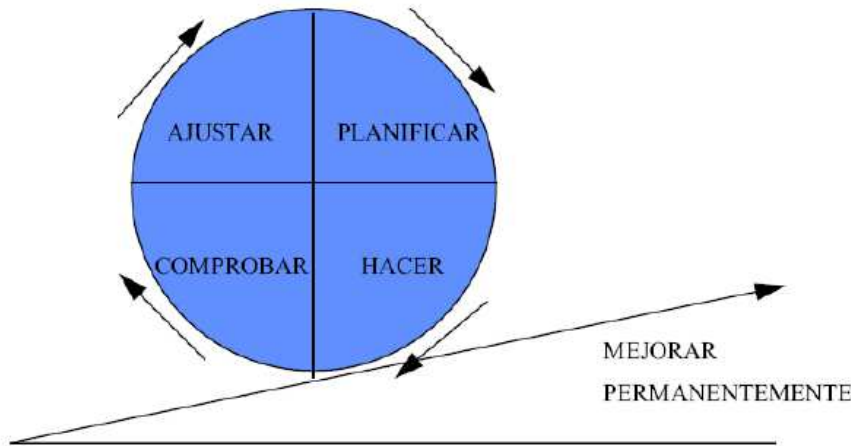 AJUSTAR
PLANIFICAR
COMPROBAR
HACER
MEJORAR
PERMANENTEMENTE